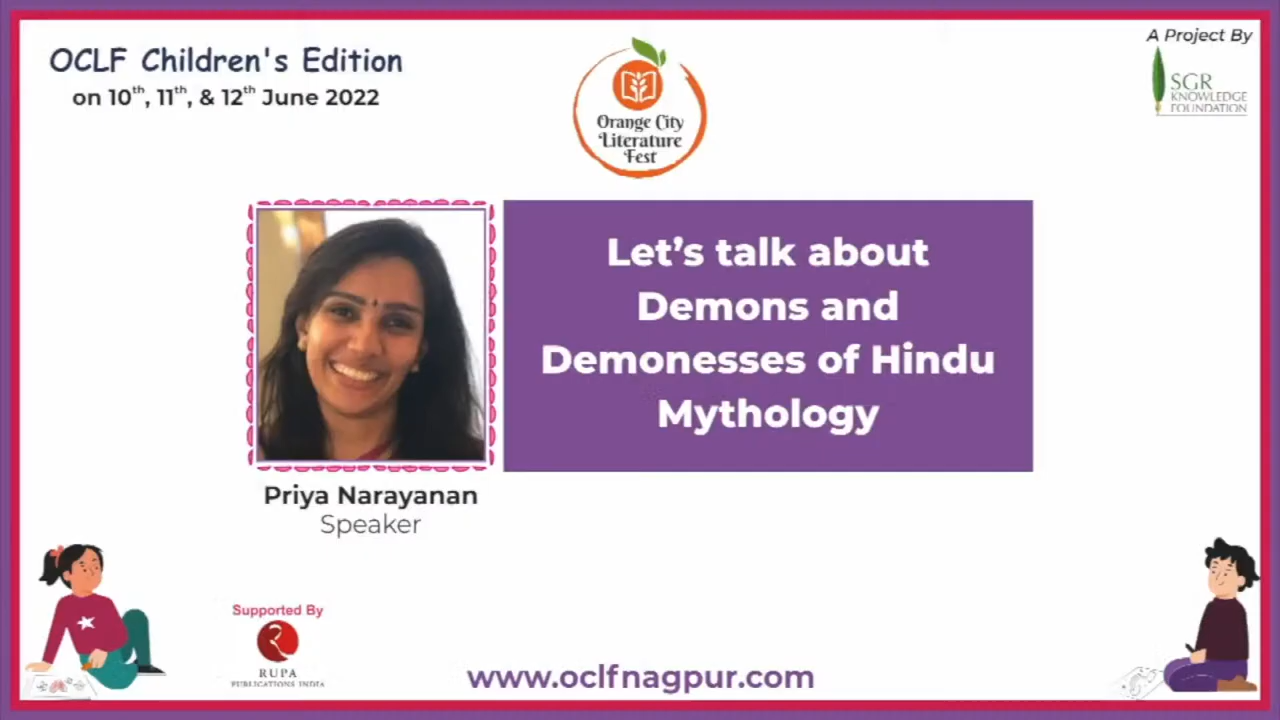 OCLF Children's Edition
on 10th, 11th, & 12th June 2022
Orange City
Literature
Fest
A Project By
SGR
KNOWLEDGE
FOUNDATION
Let's talk about
Demons and
Demonesses of Hindu
Mythology
Priya Narayanan
Speaker
Supported By
RUPA
PUBLICATIONS INDIA
www.oclfnagpur.com